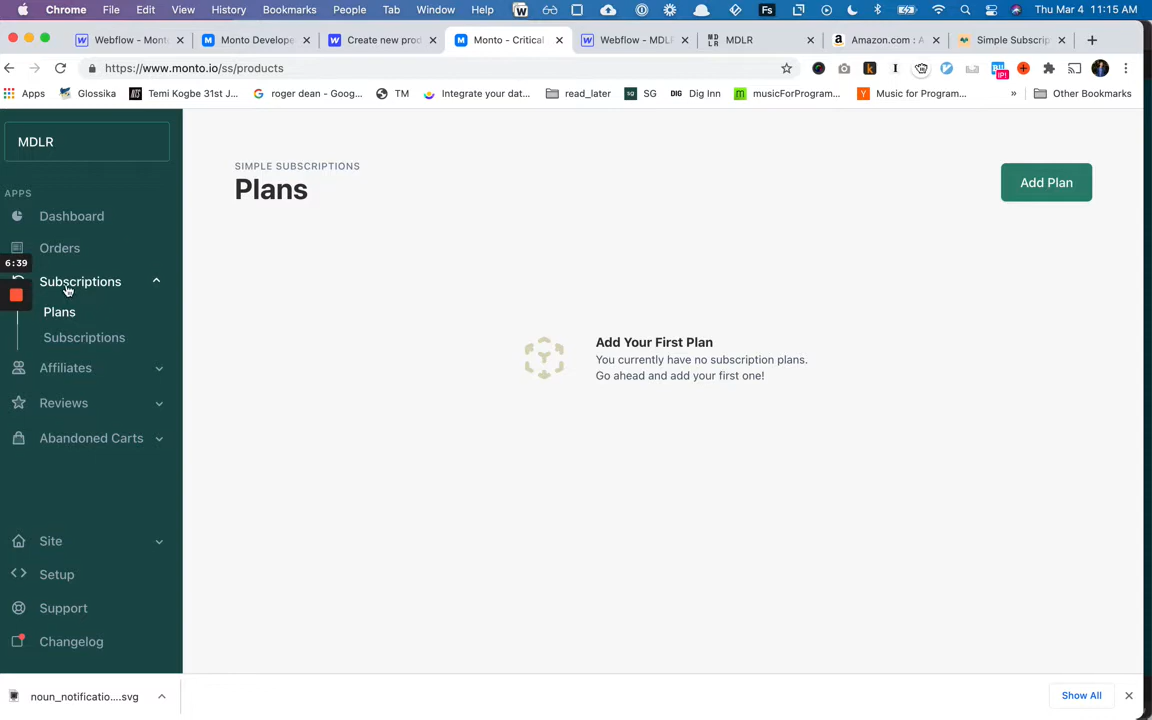 Chrome File Edit View History Bookmarks People Tab Window Help Fs Thu Mar 4 11:15 AM
Webflow - Mont Monto Develope Create new prod Monto - Critical Webflow - MDLR MDLR Amazon.com : A Simple Subscrip
https://www.monto.io/ss/products
Apps Glossika Temi Kogbe 31st J... roger dean - Goog... TM Integrate your dat... read_later SG Dig Inn musicForProgram... Music for Program... » Other Bookmarks
MDLR
APPS
Dashboard
Orders
6:39
Subscriptions
Plans
Subscriptions
Affiliates
Reviews
Abandoned Carts
Site
Setup
Support
Changelog
SIMPLE SUBSCRIPTIONS
Plans
Add Plan
Add Your First Plan
You currently have no subscription plans.
Go ahead and add your first one!
noun_notificatio....svg
Show All